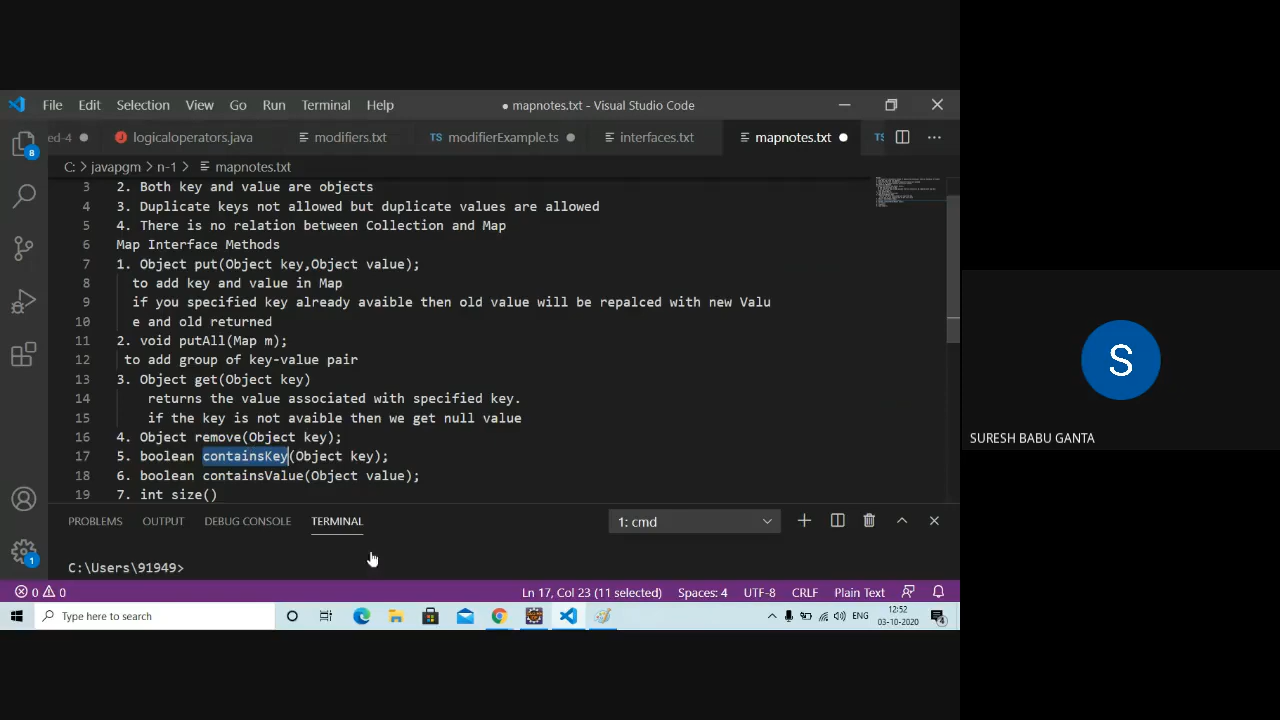 File Edit Selection View Go Run Terminal Help ● mapnotes.txt - Visual Studio Code
ed-4 logicaloperators.java modifiers.txt TS modifierExample.ts interfaces.txt mapnotes.txt TS
C: > javapgm > n-1 > mapnotes.txt
3 2. Both key and value are objects
4 3. Duplicate keys not allowed but duplicate values are allowed
5 4. There is no relation between Collection and Map
6 Map Interface Methods
7 1. Object put(Object key,Object value);
8 to add key and value in Map
9 if you specified key already avaible then old value will be repalced with new Valu
10 e and old returned
11 2. void putAll(Map m);
12 to add group of key-value pair
13 3. Object get(Object key)
14 returns the value associated with specified key.
15 if the key is not avaible then we get null value
16 4. Object remove(Object key);
17 5. boolean containsKey(Object key);
18 6. boolean containsValue(Object value);
19 7. int size()
8
1
PROBLEMS OUTPUT DEBUG CONSOLE TERMINAL 1: cmd
C:\Users\91949>
0 0 Ln 17, Col 23 (11 selected) Spaces: 4 UTF-8 CRLF Plain Text
Type here to search ENG 12:52
03-10-2020 4
S
SURESH BABU GANTA